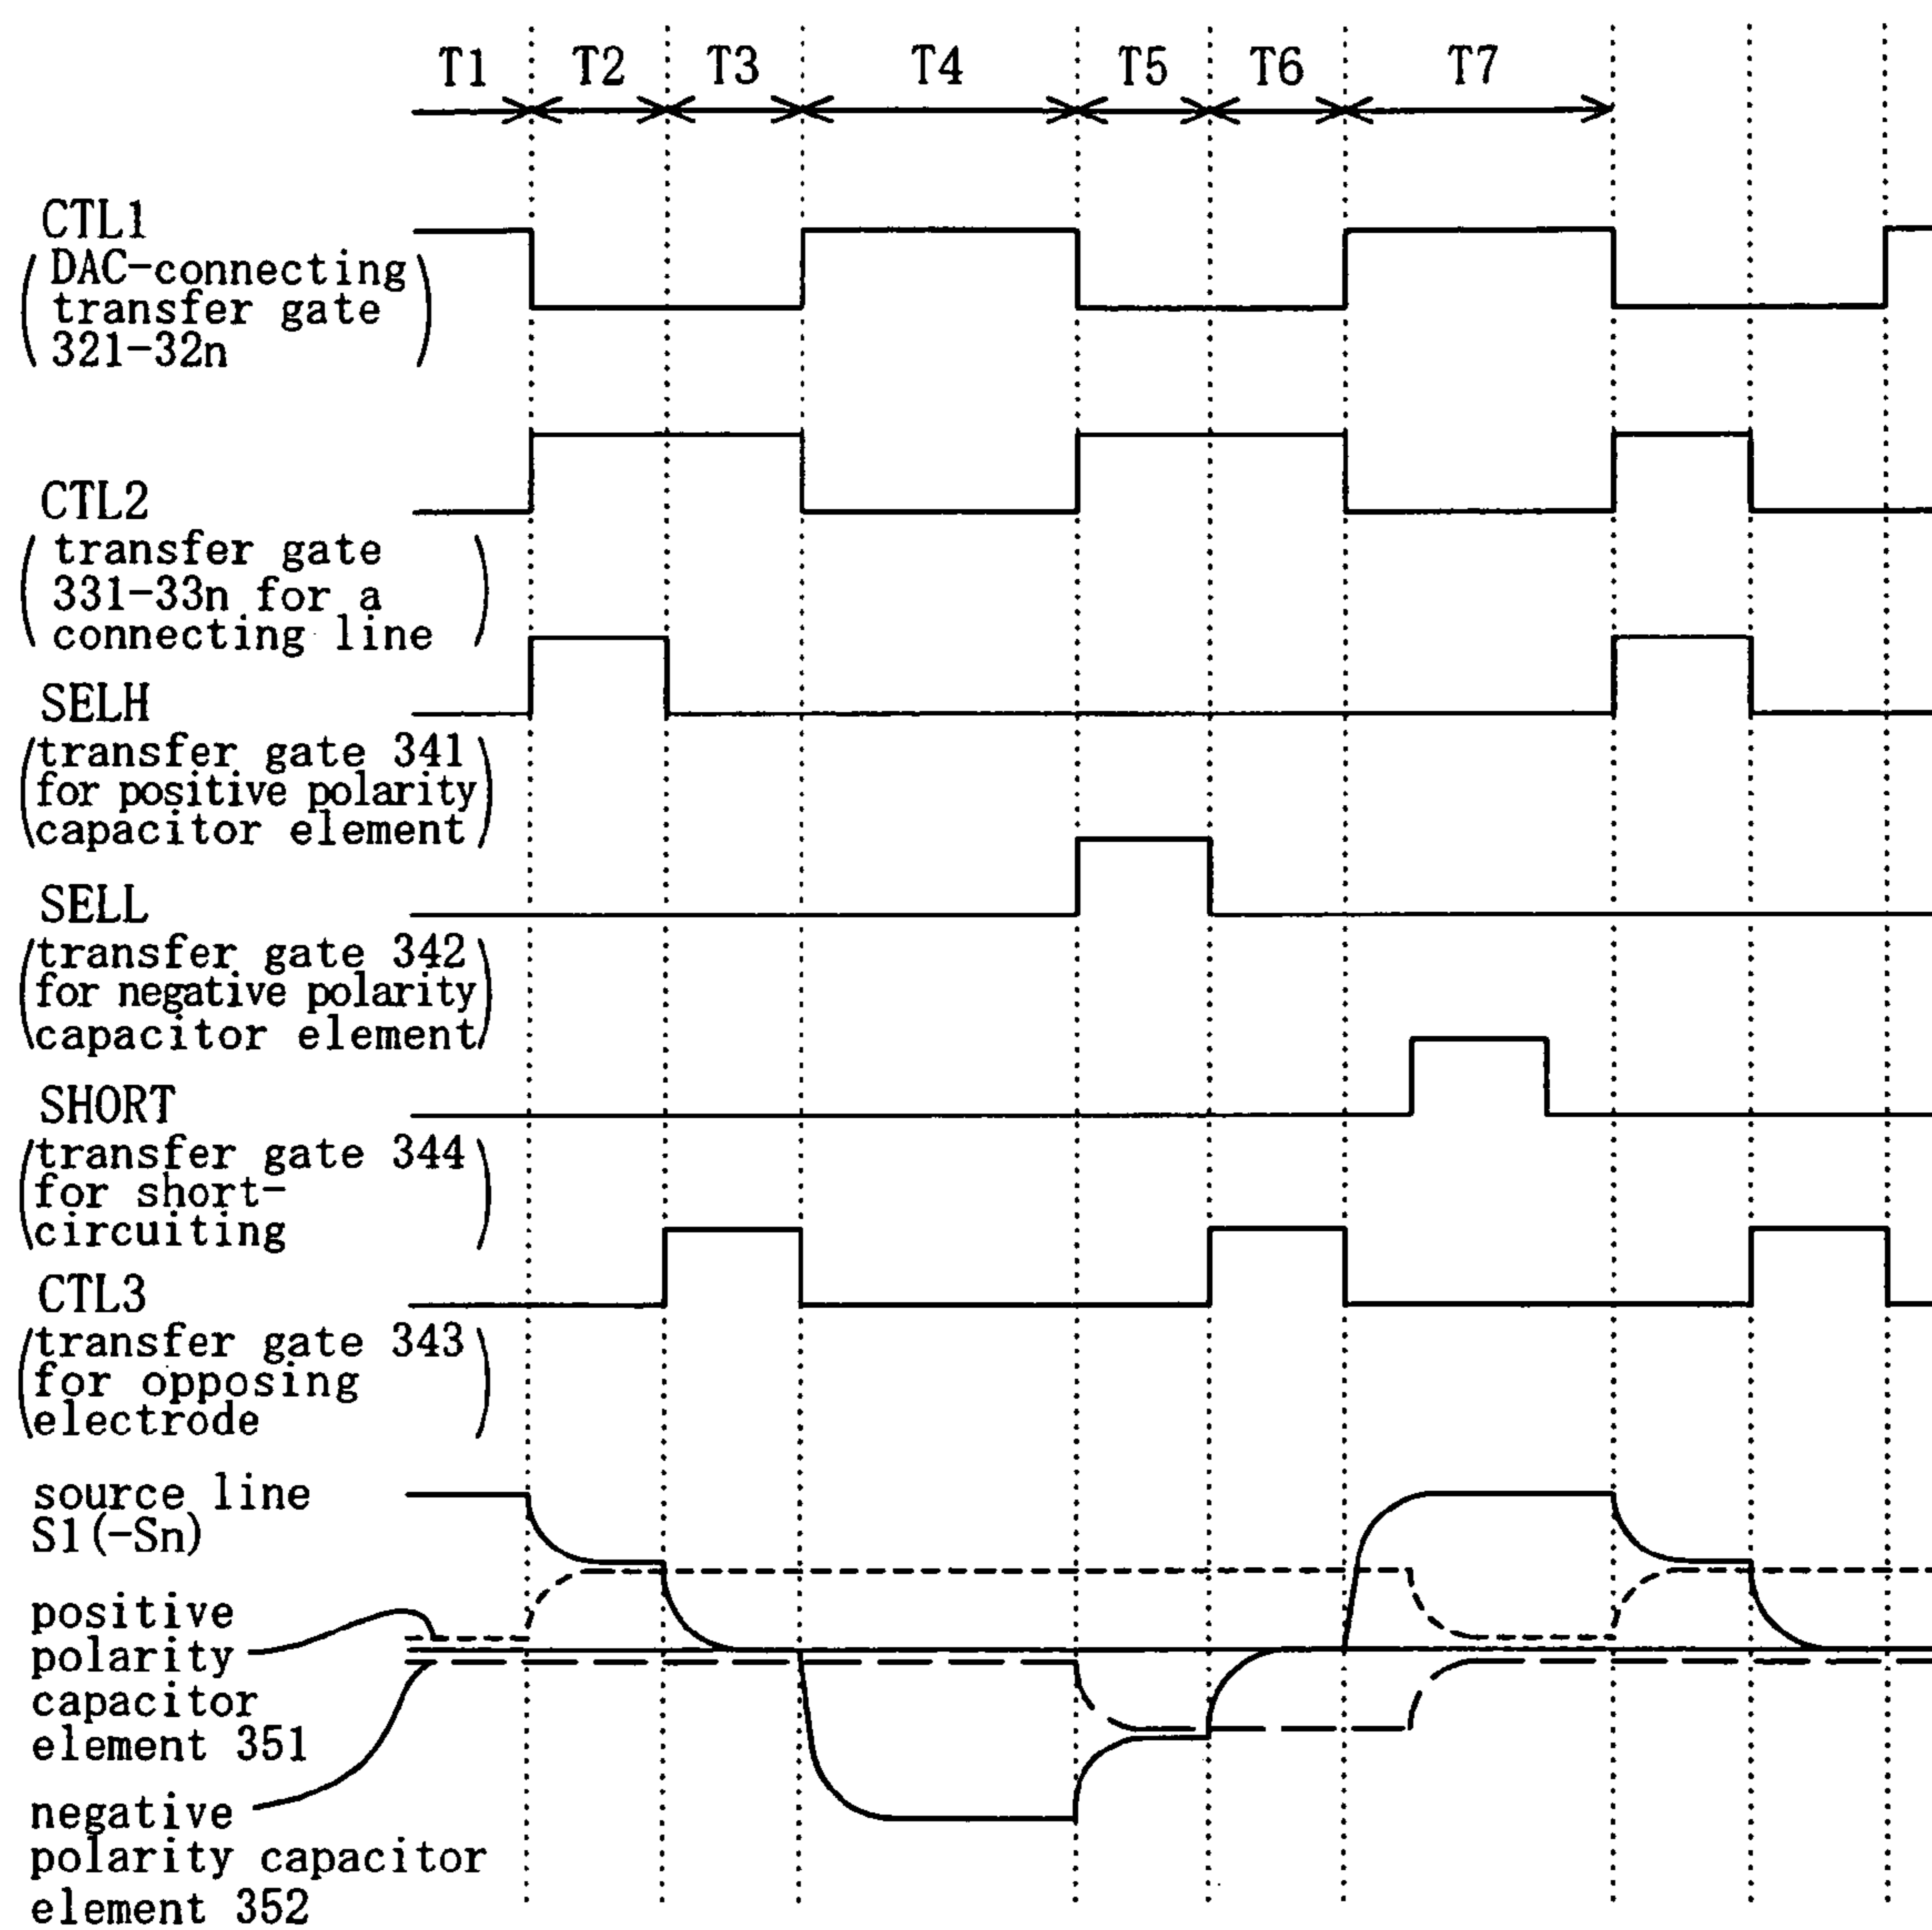 T1 T2 T3 T4 T5 T6 T7
CTL1
DAC-connecting
transfer gate
321-32n
CTL2
transfer gate
331-33n for a
connecting line
SELH
transfer gate 341
for positive polarity
capacitor element
SELL
transfer gate 342
for negative polarity
capacitor element
SHORT
transfer gate 344
for short-
circuiting
CTL3
transfer gate 343
for opposing
electrode
source line
S1(-Sn)
positive
polarity
capacitor
element 351
negative
polarity capacitor
element 352